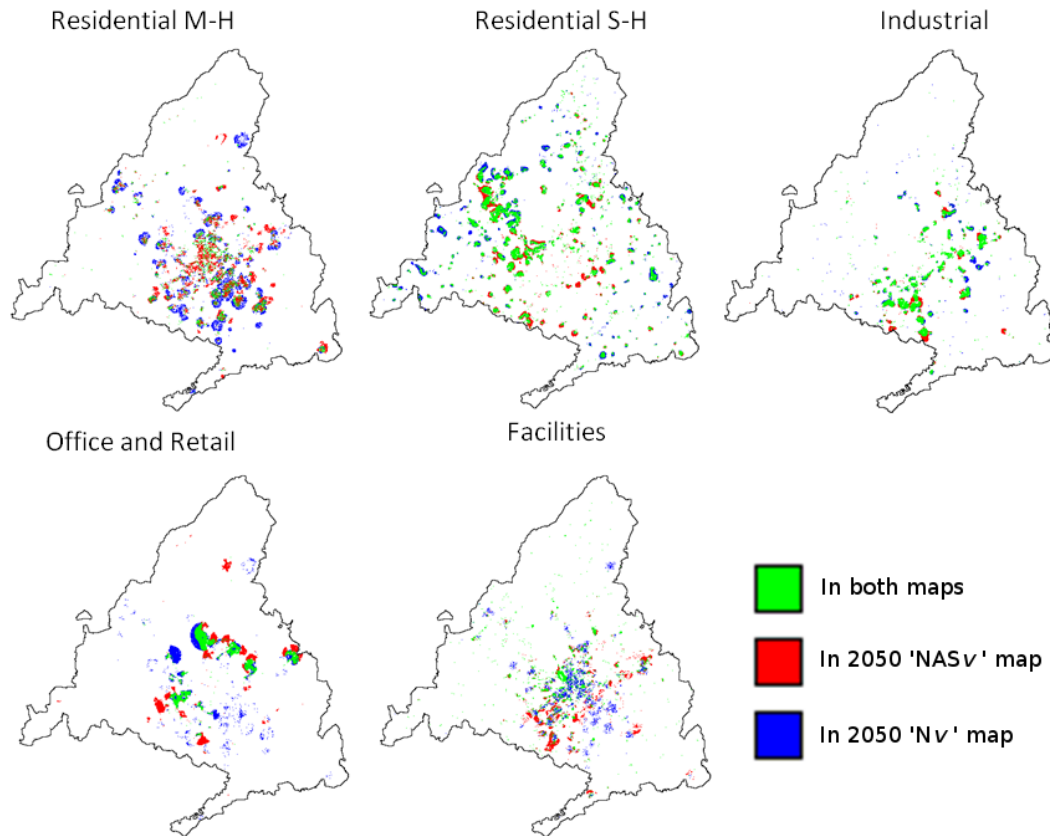 Residential M-H
Residential S-H
Industrial
Office and Retail
Facilities
In both maps
In 2050 'NASv' map
In 2050 'Nv' map